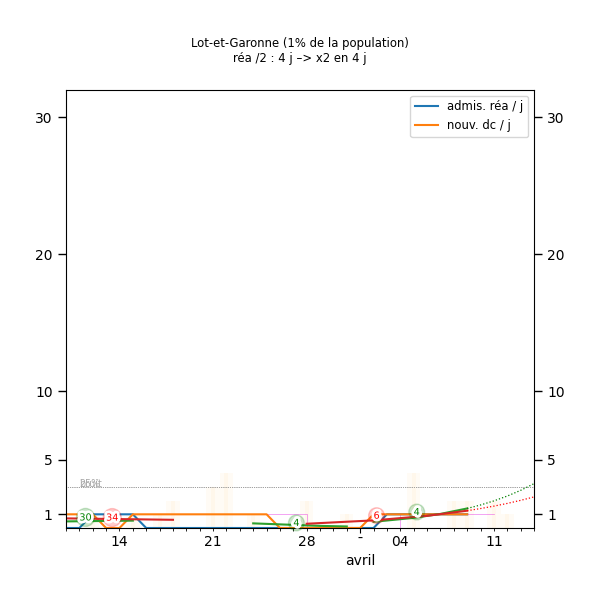 Lot-et-Garonne (1% de la population)
réa /2 : 4 j –> x2 en 4 j
admis. réa / j
nouv. dc / j
30 30
20 20
10 10
5 5
1 1
30 34 4 6 4
14 21 28 - 04 11
avril